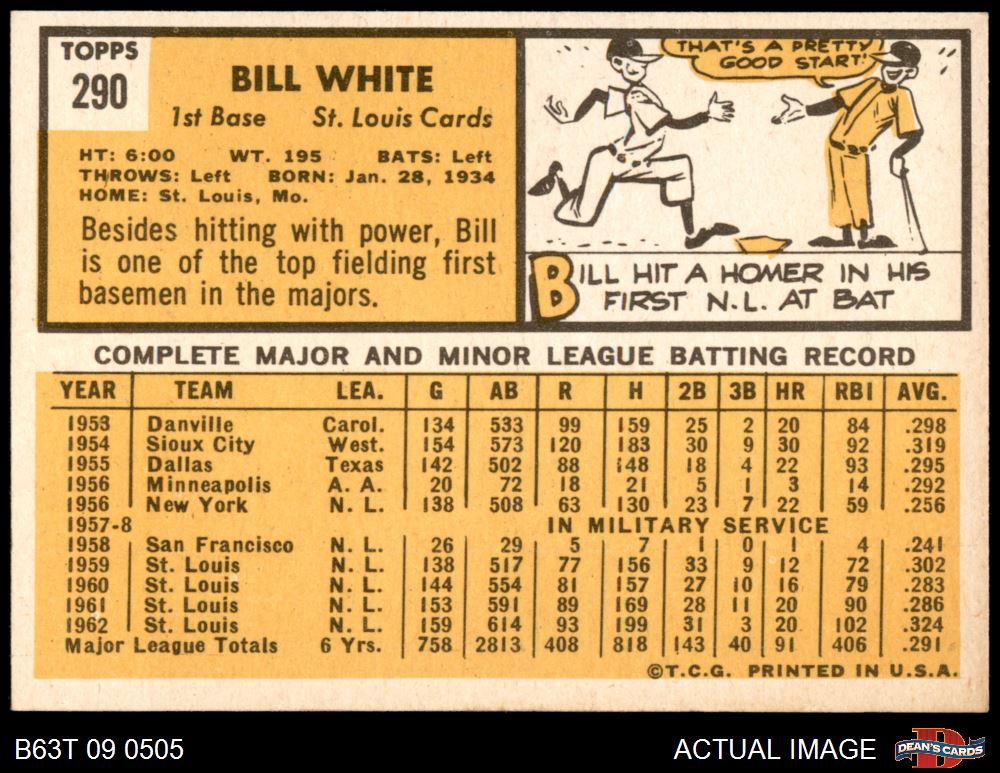 TOPPS
290
BILL WHITE
1st Base St. Louis Cards
HT: 6:00 WT. 195 BATS: Left
THROWS: Left BORN: Jan. 28, 1934
HOME: St. Louis, Mo.
Besides hitting with power, Bill
is one of the top fielding first
basemen in the majors.
THAT'S A PRETTY
GOOD START!
BILL HIT A HOMER IN HIS
FIRST N.L. AT BAT
COMPLETE MAJOR AND MINOR LEAGUE BATTING RECORD
YEAR TEAM LEA. G AB R H 2B 3B HR RBI AVG.
1953 Danville Carol. 134 533 99 159 25 2 20 84 .298
1954 Sioux City West. 154 573 120 183 30 9 30 92 .319
1955 Dallas Texas 142 502 88 148 18 4 22 93 .295
1956 Minneapolis A. A. 20 72 18 21 5 1 3 14 .292
1956 New York N. L. 138 508 63 130 23 7 22 59 .256
1957-8 IN MILITARY SERVICE
1958 San Francisco N. L. 26 29 5 7 1 0 1 4 .241
1959 St. Louis N. L. 138 517 77 156 33 9 12 72 .302
1960 St. Louis N. L. 144 554 81 157 27 10 16 79 .283
1961 St. Louis N. L. 153 591 89 169 28 11 20 90 .286
1962 St. Louis N. L. 159 614 93 199 31 3 20 102 .324
Major League Totals 6 Yrs. 758 2813 408 818 143 40 91 406 .291
©T.C.G. PRINTED IN U.S.A.
B63T 09 0505 ACTUAL IMAGE
D
DEAN'S CARDS